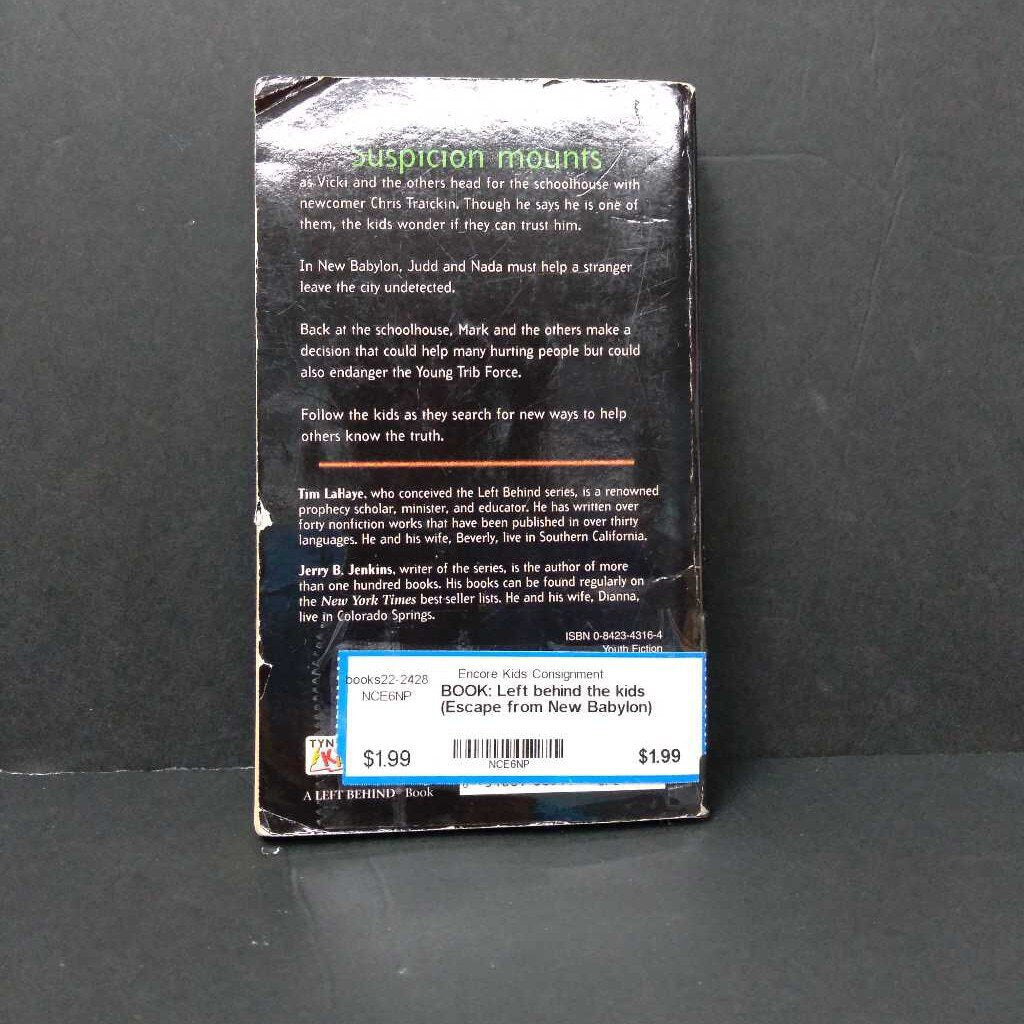 Suspicion mounts
as Vicki and the others head for the schoolhouse with
newcomer Chris Traickin. Though he says he is one of
them, the kids wonder if they can trust him.
In New Babylon, Judd and Nada must help a stranger
leave the city undetected.
Back at the schoolhouse, Mark and the others make a
decision that could help many hurting people but could
also endanger the Young Trib Force.
Follow the kids as they search for new ways to help
others know the truth.
Tim LaHaye, who conceived the Left Behind series, is a renowned
prophecy scholar, minister, and educator. He has written over
forty nonfiction works that have been published in over thirty
languages. He and his wife, Beverly, live in Southern California.
Jerry B. Jenkins, writer of the series, is the author of more
than one hundred books. His books can be found regularly on
the New York Times best-seller lists. He and his wife, Dianna,
live in Colorado Springs.
ISBN 0-8423-4316-4
Youth Fiction
books22-2428
NCE6NP
Encore Kids Consignment
BOOK: Left behind the kids
(Escape from New Babylon)
$1.99
NCE6NP
$1.99
TYN
A LEFT BEHIND® Book